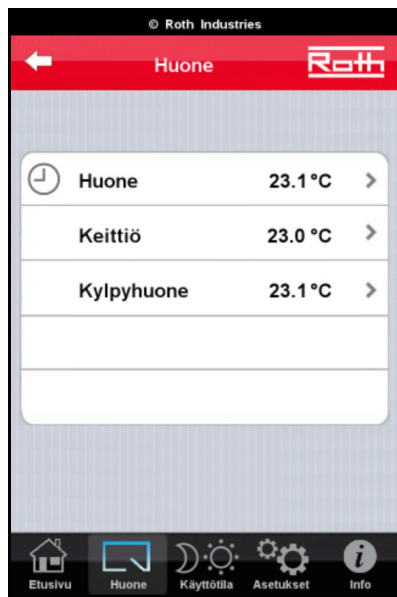 © Roth Industries
Huone
Roth
Huone 23.1°C
Keittiö 23.0 °C
Kylpyhuone 23.1°C
Etusivu Huone Käyttötila Asetukset Info